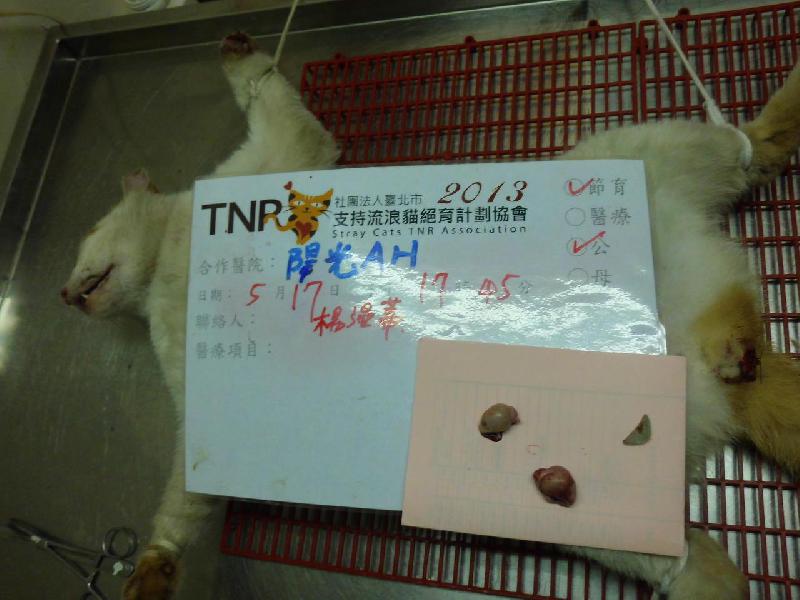 TNR 社團法人臺北市 2013
支持流浪貓絕育計劃協會
Stray Cats TNR Association
節育
醫療
公
母
合作醫院: 陽光AH
日期: 5月17日 17時45分
聯絡人: 楊
醫療項目: